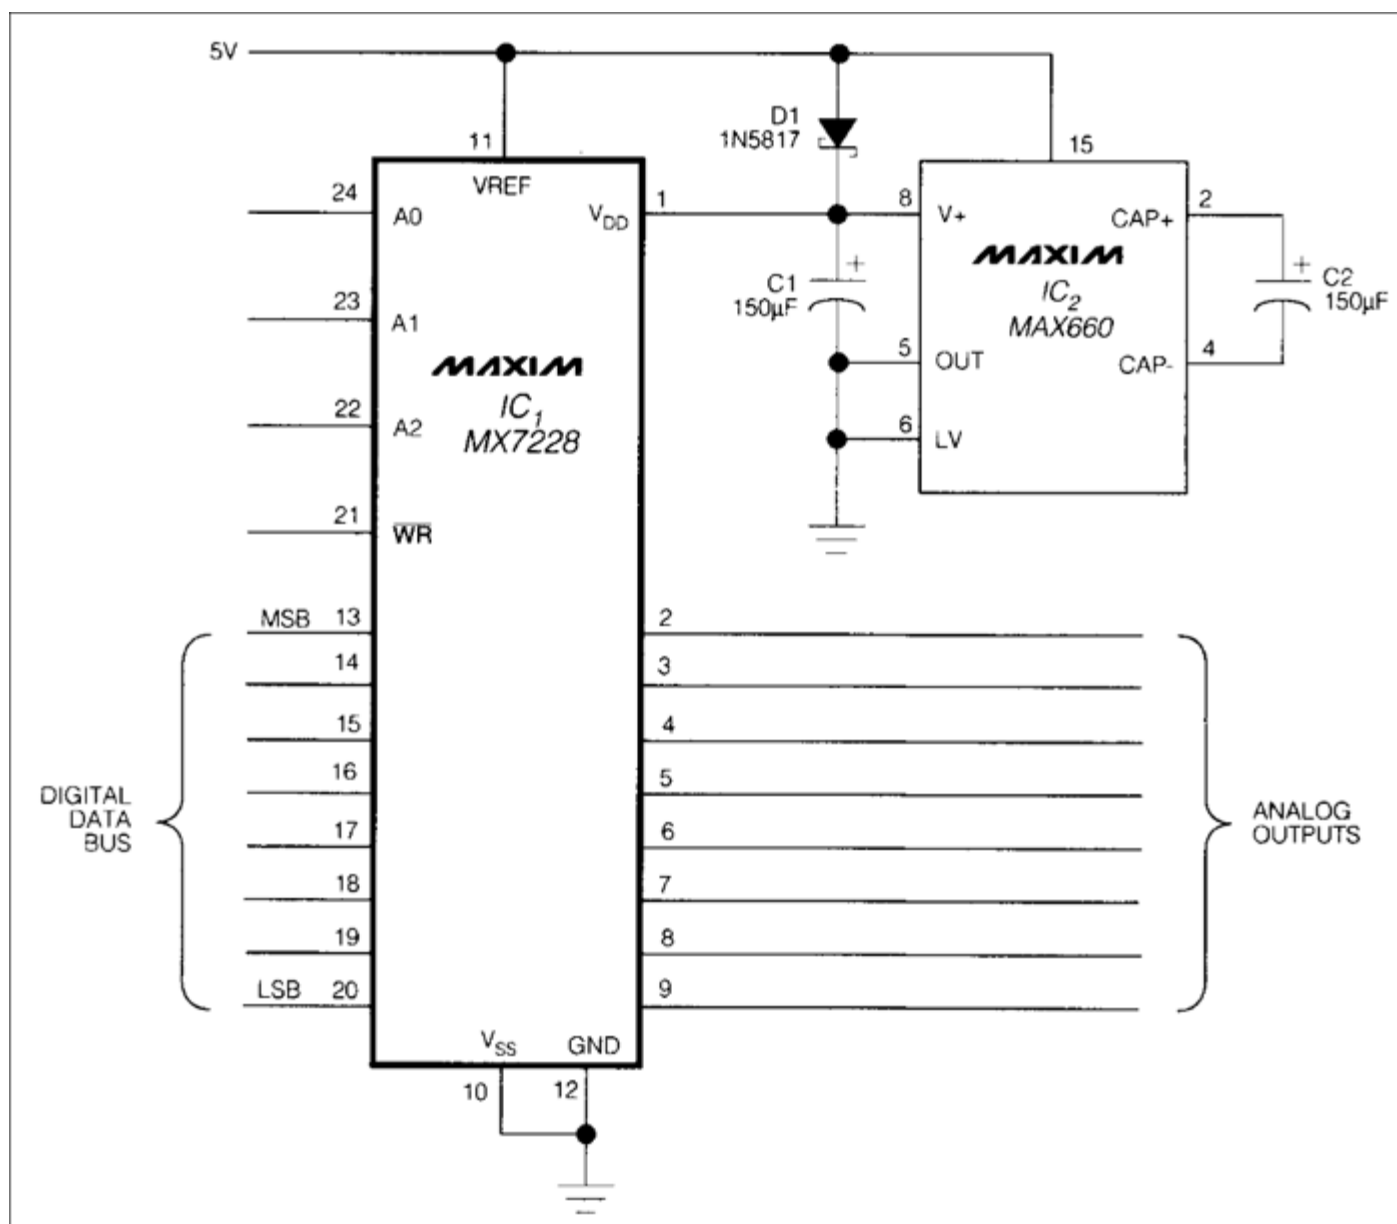 5V
D1
1N5817
11
15
VREF
24
A0
V_DD
1
8
V+
CAP+
2
MAXIM
IC2
MAX660
C1
150µF
+
+
C2
150µF
23
A1
5
OUT
CAP-
4
MAXIM
IC1
MX7228
22
A2
6
LV
21
WR
MSB 13
2
14
3
15
4
16
5
DIGITAL
DATA
BUS
ANALOG
OUTPUTS
17
6
18
7
19
8
LSB 20
9
VSS
GND
10
12